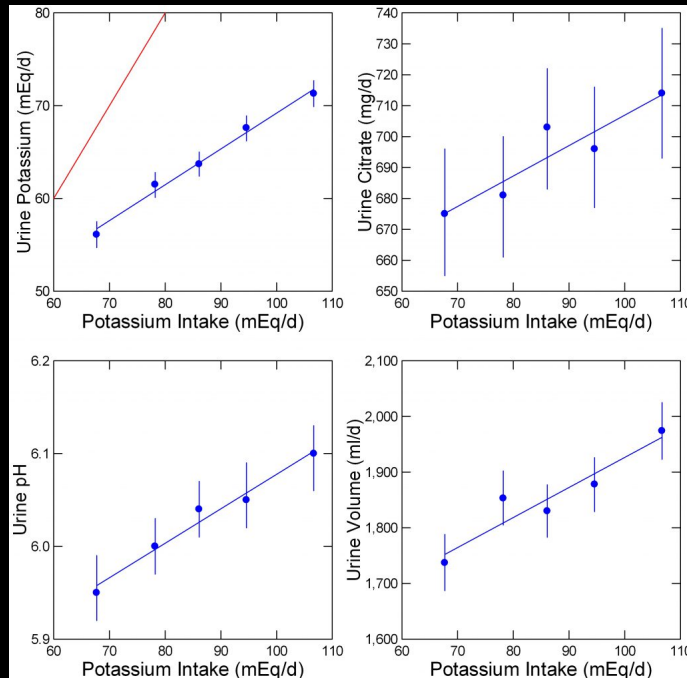 80
70
60
50
Urine Potassium (mEq/d)
60 70 80 90 100 110
Potassium Intake (mEq/d)
740
730
720
710
700
690
680
670
660
650
Urine Citrate (mg/d)
60 70 80 90 100 110
Potassium Intake (mEq/d)
6.2
6.1
6.0
5.9
Urine pH
60 70 80 90 100 110
Potassium Intake (mEq/d)
2,100
2,000
1,900
1,800
1,700
1,600
Urine Volume (ml/d)
60 70 80 90 100 110
Potassium Intake (mEq/d)